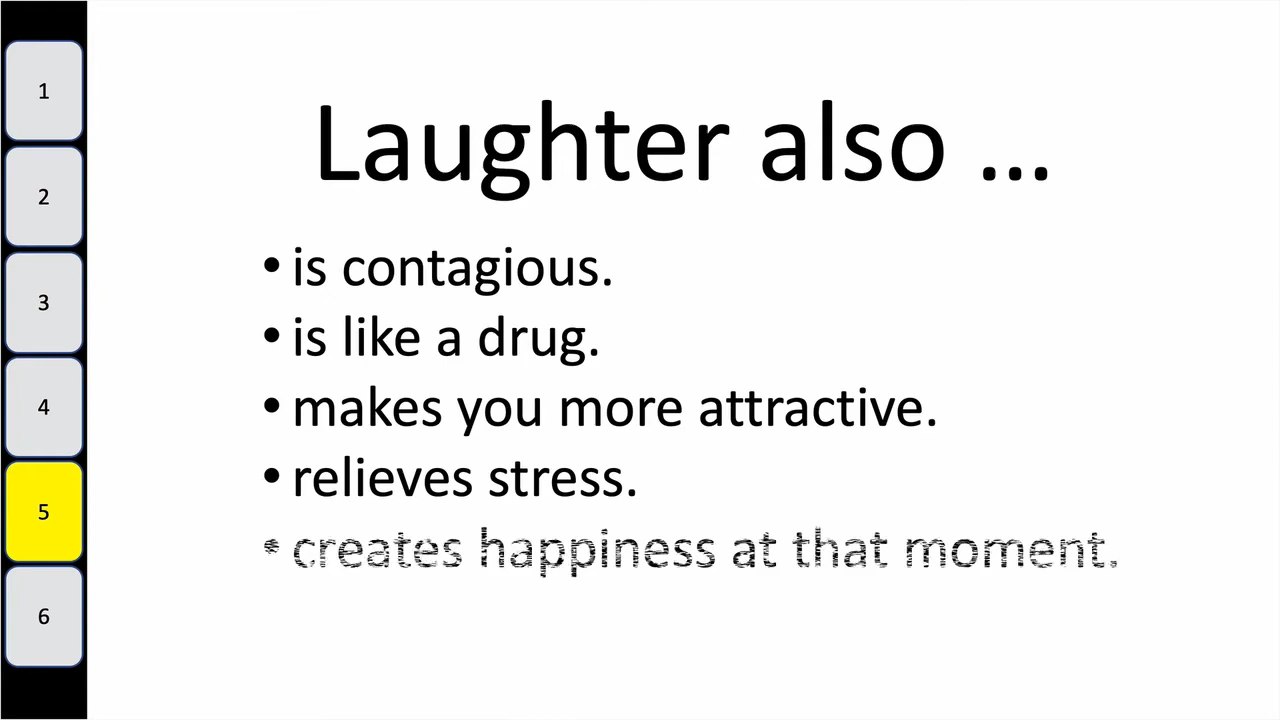 1
2
3
4
5
6
Laughter also ...
• is contagious.
• is like a drug.
• makes you more attractive.
• relieves stress.
• creates happiness at that moment.